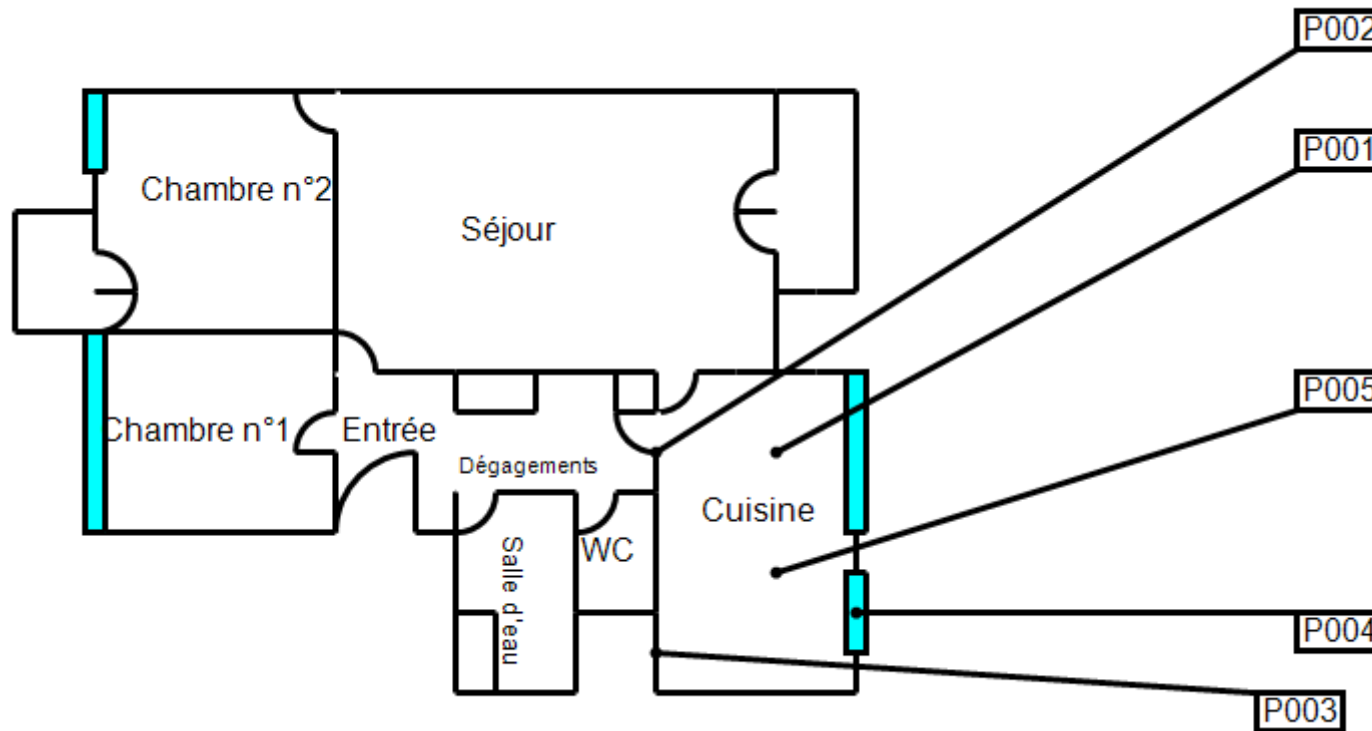 P002
P001
Chambre n°2
Séjour
P005
Chambre n°1
Entrée
Dégagements
Cuisine
WC
Salle d'eau
P004
P003